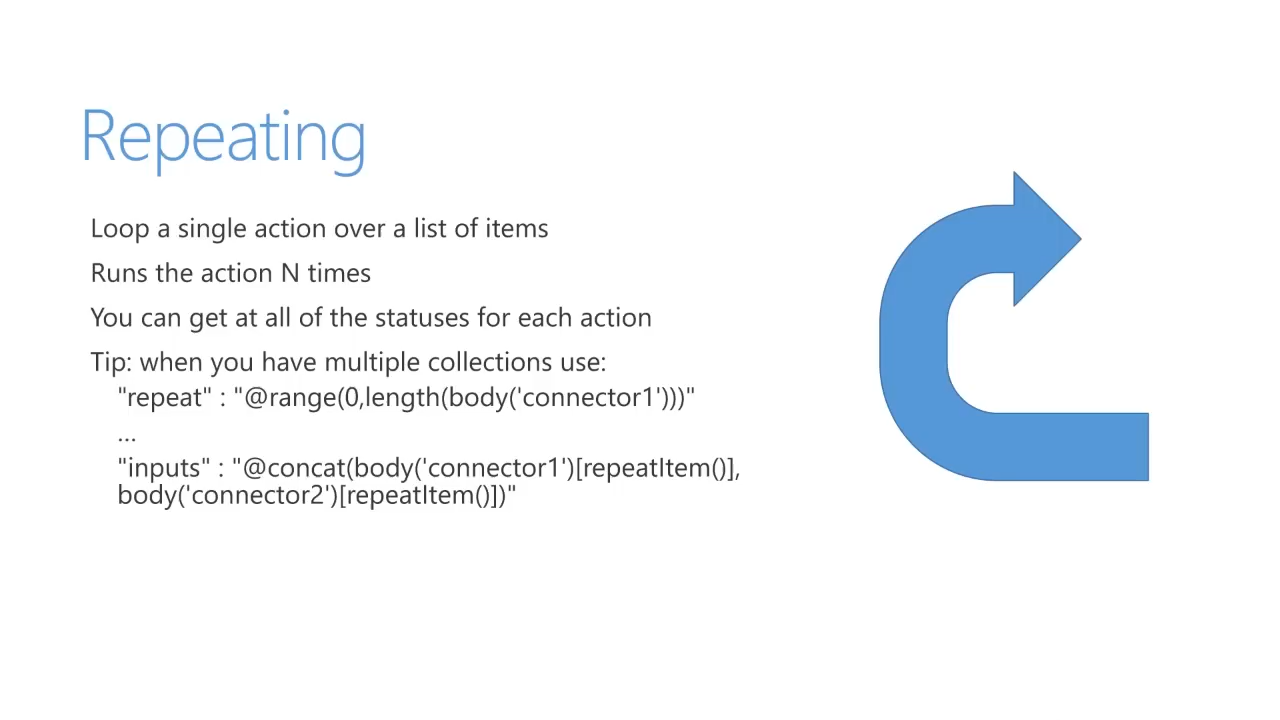 Repeating
Loop a single action over a list of items
Runs the action N times
You can get at all of the statuses for each action
Tip: when you have multiple collections use:
"repeat" : "@range(0,length(body('connector1')))"
...
"inputs" : "@concat(body('connector1')[repeatItem()],
body('connector2')[repeatItem()])"